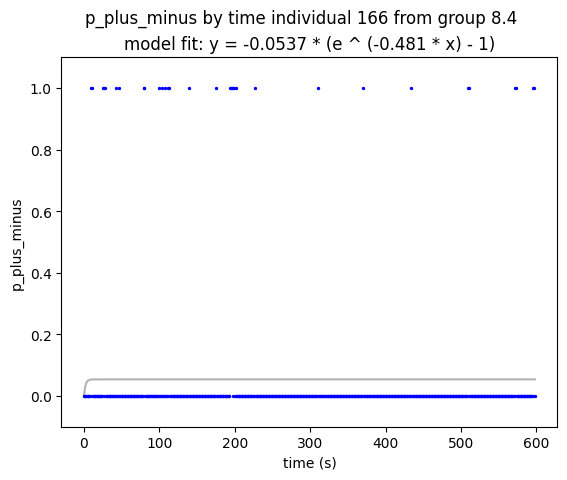 p_plus_minus by time individual 166 from group 8.4
model fit: y = -0.0537 * (e ^ (-0.481 * x) - 1)
1.0
0.8
0.6
0.4
0.2
0.0
p_plus_minus
0 100 200 300 400 500 600
time (s)